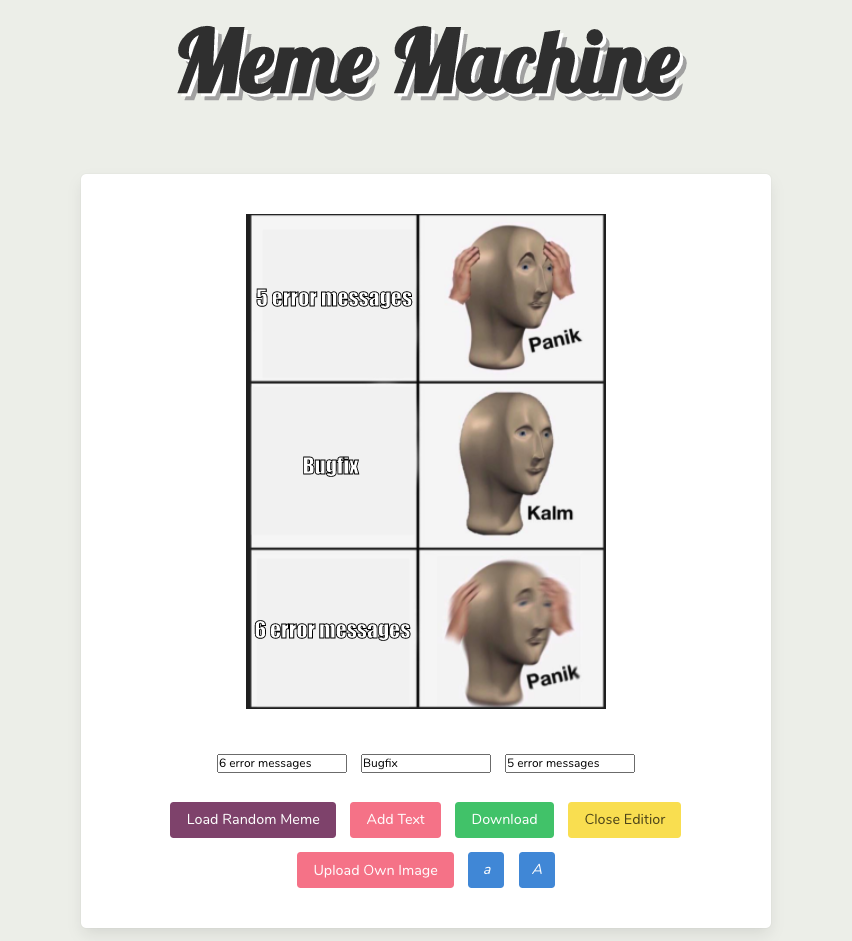 Meme Machine
5 error messages
Panik
Bugfix
Kalm
6 error messages
Panik
6 error messages Bugfix 5 error messages
Load Random Meme Add Text Download Close Editior
Upload Own Image a A